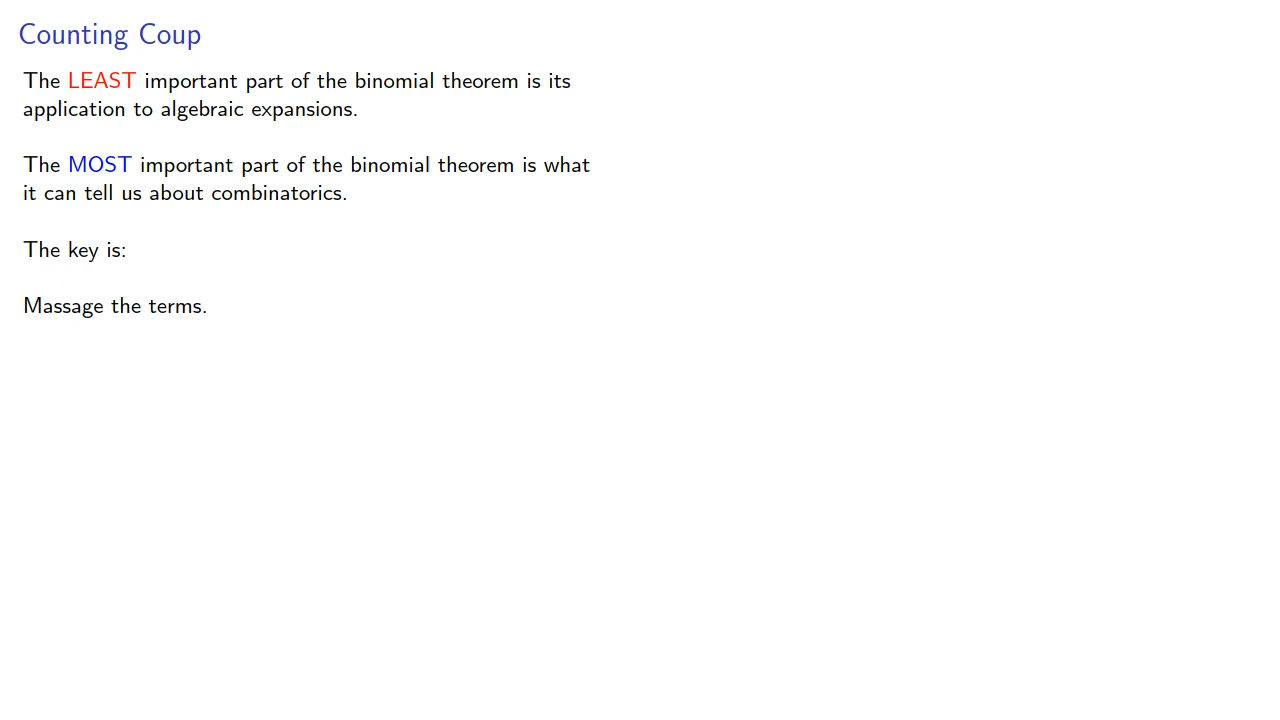 Counting Coup
The LEAST important part of the binomial theorem is its
application to algebraic expansions.
The MOST important part of the binomial theorem is what
it can tell us about combinatorics.
The key is:
Massage the terms.